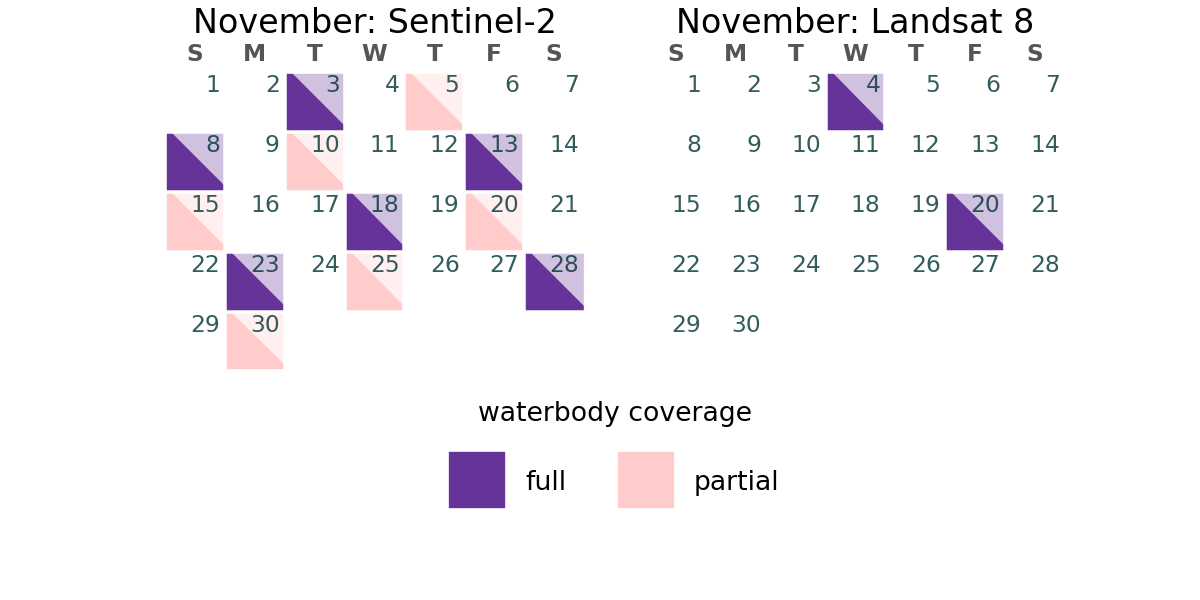 November: Sentinel-2
S M T W T F S
1 2 3 4 5 6 7
8 9 10 11 12 13 14
15 16 17 18 19 20 21
22 23 24 25 26 27 28
29 30
November: Landsat 8
S M T W T F S
1 2 3 4 5 6 7
8 9 10 11 12 13 14
15 16 17 18 19 20 21
22 23 24 25 26 27 28
29 30
waterbody coverage
full
partial